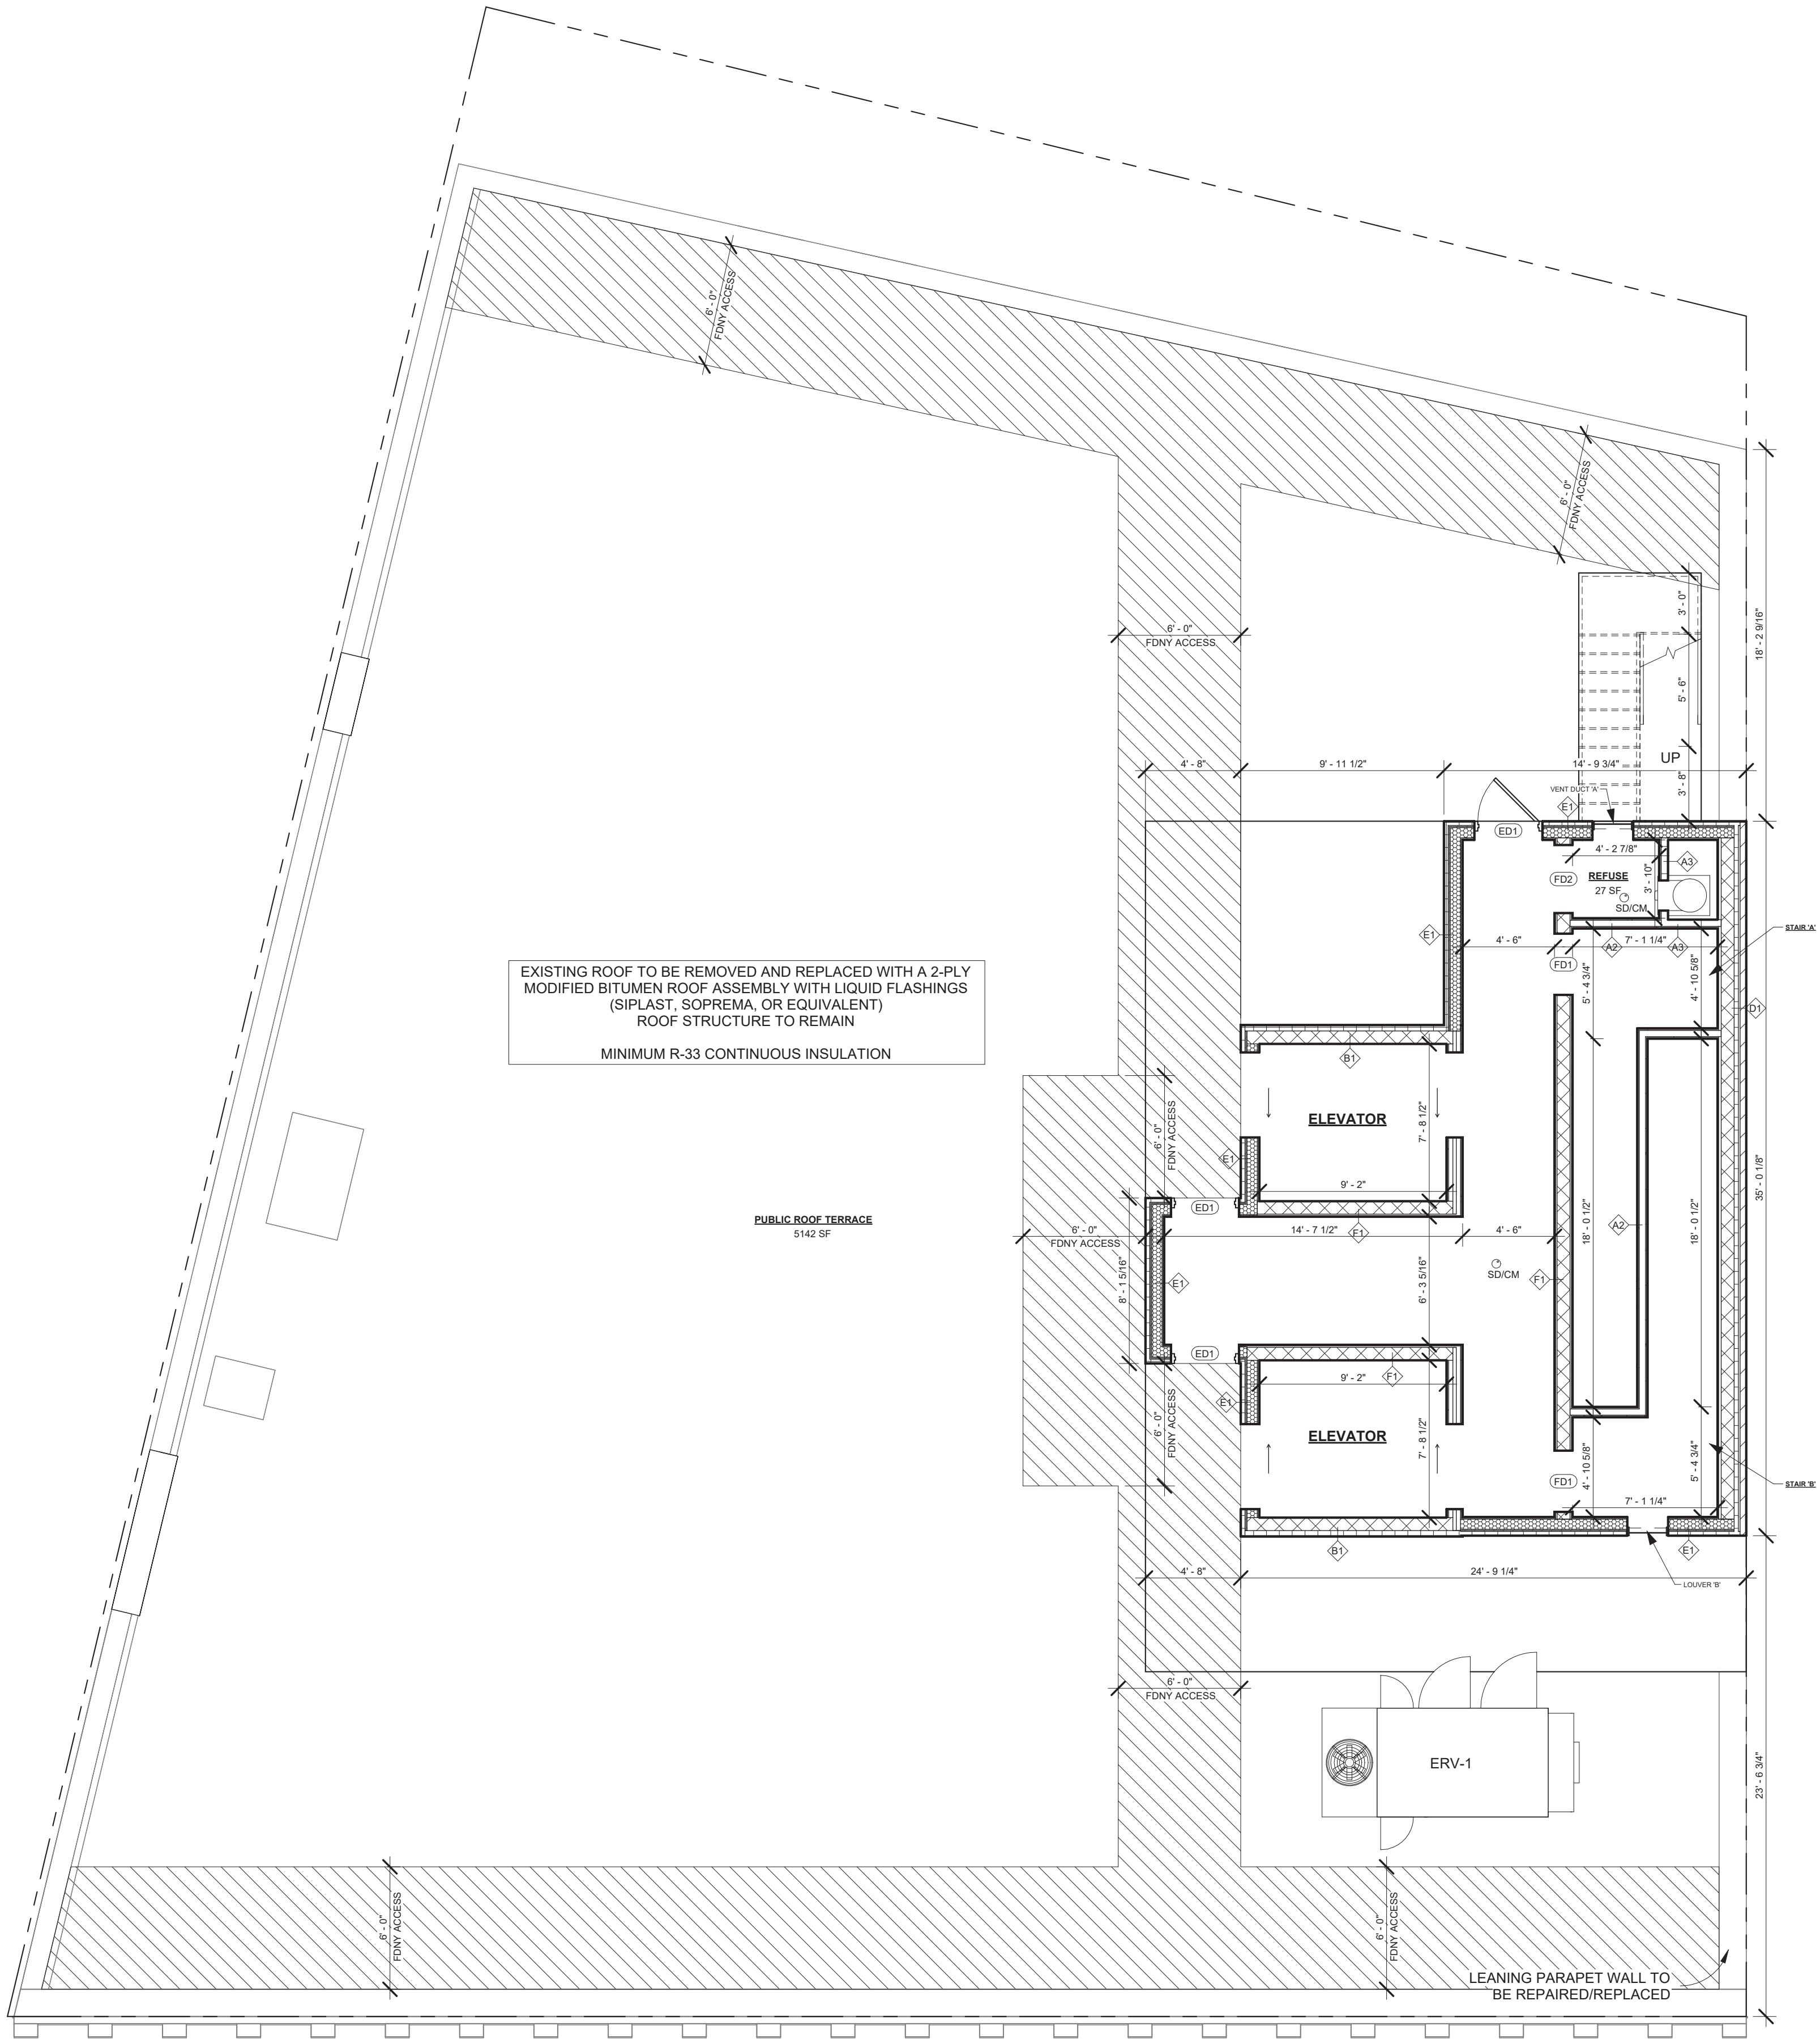 6' - 0"
FDNY ACCESS
6' - 0"
FDNY ACCESS
6' - 0"
FDNY ACCESS
18' - 2 9/16"
3' - 0"
5' - 6"
3' - 8"
UP
4' - 8"
9' - 11 1/2"
14' - 9 3/4"
VENT DUCT 'A'
E1
ED1
4' - 2 7/8"
A3
FD2
REFUSE
27 SF
3' - 10"
SD/CM
E1
4' - 6"
A2
A3
7' - 1 1/4"
STAIR 'A'
FD1
5' - 4 3/4"
4' - 10 5/8"
D1
EXISTING ROOF TO BE REMOVED AND REPLACED WITH A 2-PLY
MODIFIED BITUMEN ROOF ASSEMBLY WITH LIQUID FLASHINGS
(SIPLAST, SOPREMA, OR EQUIVALENT)
ROOF STRUCTURE TO REMAIN
MINIMUM R-33 CONTINUOUS INSULATION
B1
6' - 0"
FDNY ACCESS
ELEVATOR
7' - 8 1/2"
E1
9' - 2"
35' - 0 1/8"
PUBLIC ROOF TERRACE
5142 SF
ED1
6' - 0"
FDNY ACCESS
14' - 7 1/2"
F1
4' - 6"
18' - 0 1/2"
A2
18' - 0 1/2"
8' - 1 5/16"
E1
6' - 3 5/16"
SD/CM
F1
ED1
9' - 2"
F1
E1
6' - 0"
FDNY ACCESS
ELEVATOR
7' - 8 1/2"
FD1
4' - 10 5/8"
5' - 4 3/4"
STAIR 'B'
7' - 1 1/4"
B1
E1
4' - 8"
24' - 9 1/4"
LOUVER 'B'
6' - 0"
FDNY ACCESS
ERV-1
23' - 6 3/4"
6' - 0"
FDNY ACCESS
6' - 0"
FDNY ACCESS
LEANING PARAPET WALL TO
BE REPAIRED/REPLACED